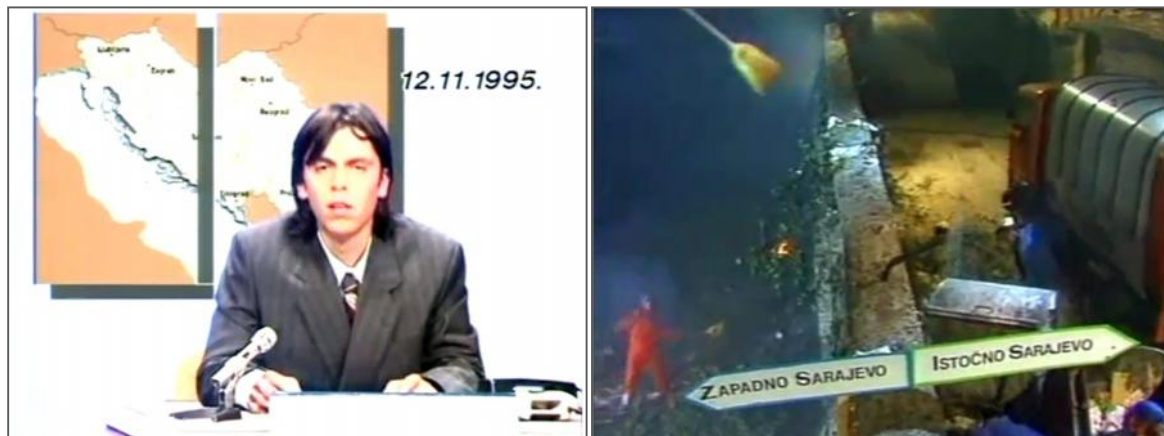 Ljubljana
Zagreb
Novi Sad
Beograd
12.11.1995.
ZAPADNO SARAJEVO
ISTOČNO SARAJEVO